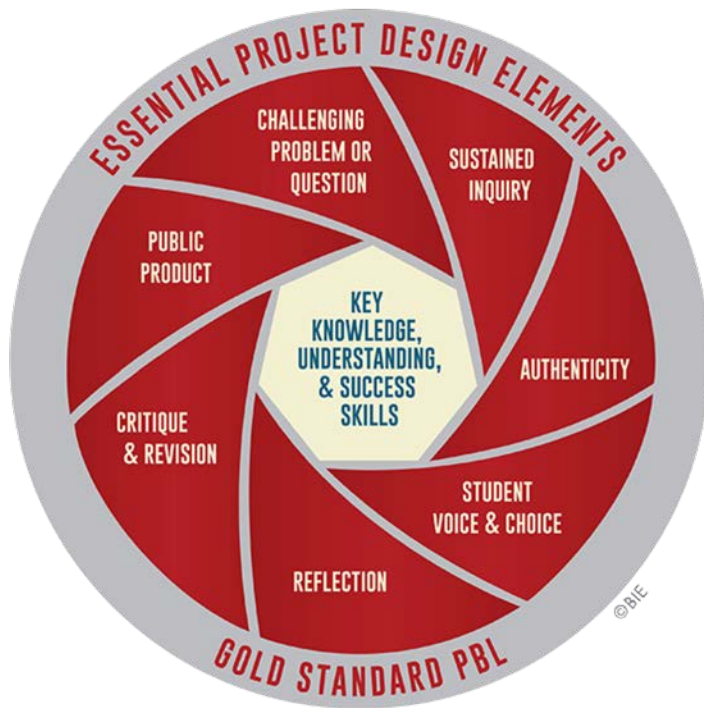 ESSENTIAL PROJECT DESIGN ELEMENTS
CHALLENGING
PROBLEM OR
QUESTION
SUSTAINED
INQUIRY
AUTHENTICITY
STUDENT
VOICE & CHOICE
REFLECTION
CRITIQUE
& REVISION
PUBLIC
PRODUCT
KEY
KNOWLEDGE,
UNDERSTANDING,
& SUCCESS
SKILLS
GOLD STANDARD PBL
©BIE